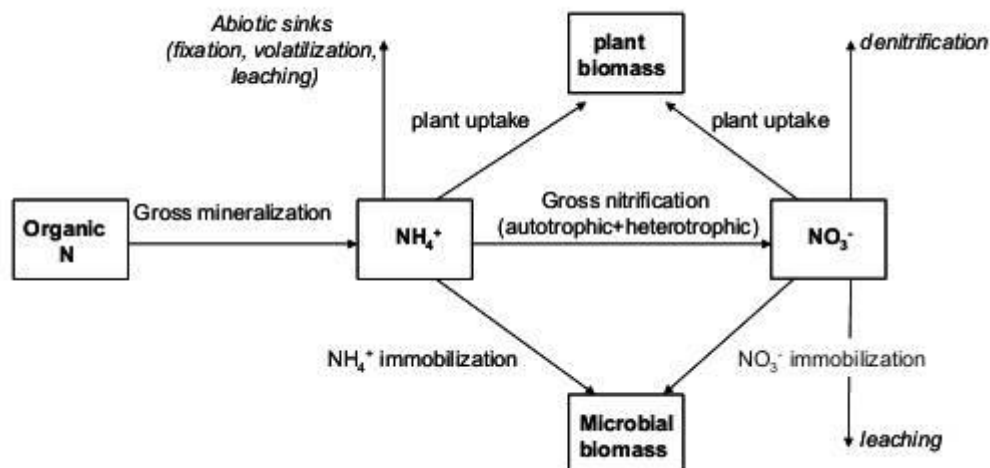 Abiotic sinks
(fixation, volatilization,
leaching)
plant
biomass
denitrification
plant uptake
plant uptake
Organic
N
Gross mineralization
NH₄⁺
Gross nitrification
(autotrophic+heterotrophic)
NO₃⁻
NH₄⁺ immobilization
NO₃⁻ immobilization
Microbial
biomass
leaching